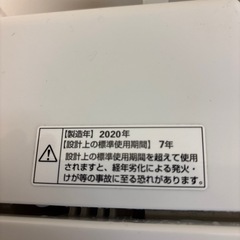 【製造年】2020年
【設計上の標準使用期間】7年
設計上の標準使用期間を超えて使用
されますと、経年劣化による発火・
けが等の事故に至る恐れがあります。